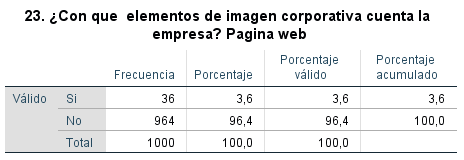 23. ¿Con que  elementos de imagen corporativa cuenta la
empresa? Pagina web
Frecuencia Porcentaje Porcentaje válido Porcentaje acumulado
Válido Si 36 3,6 3,6 3,6
No 964 96,4 96,4 100,0
Total 1000 100,0 100,0